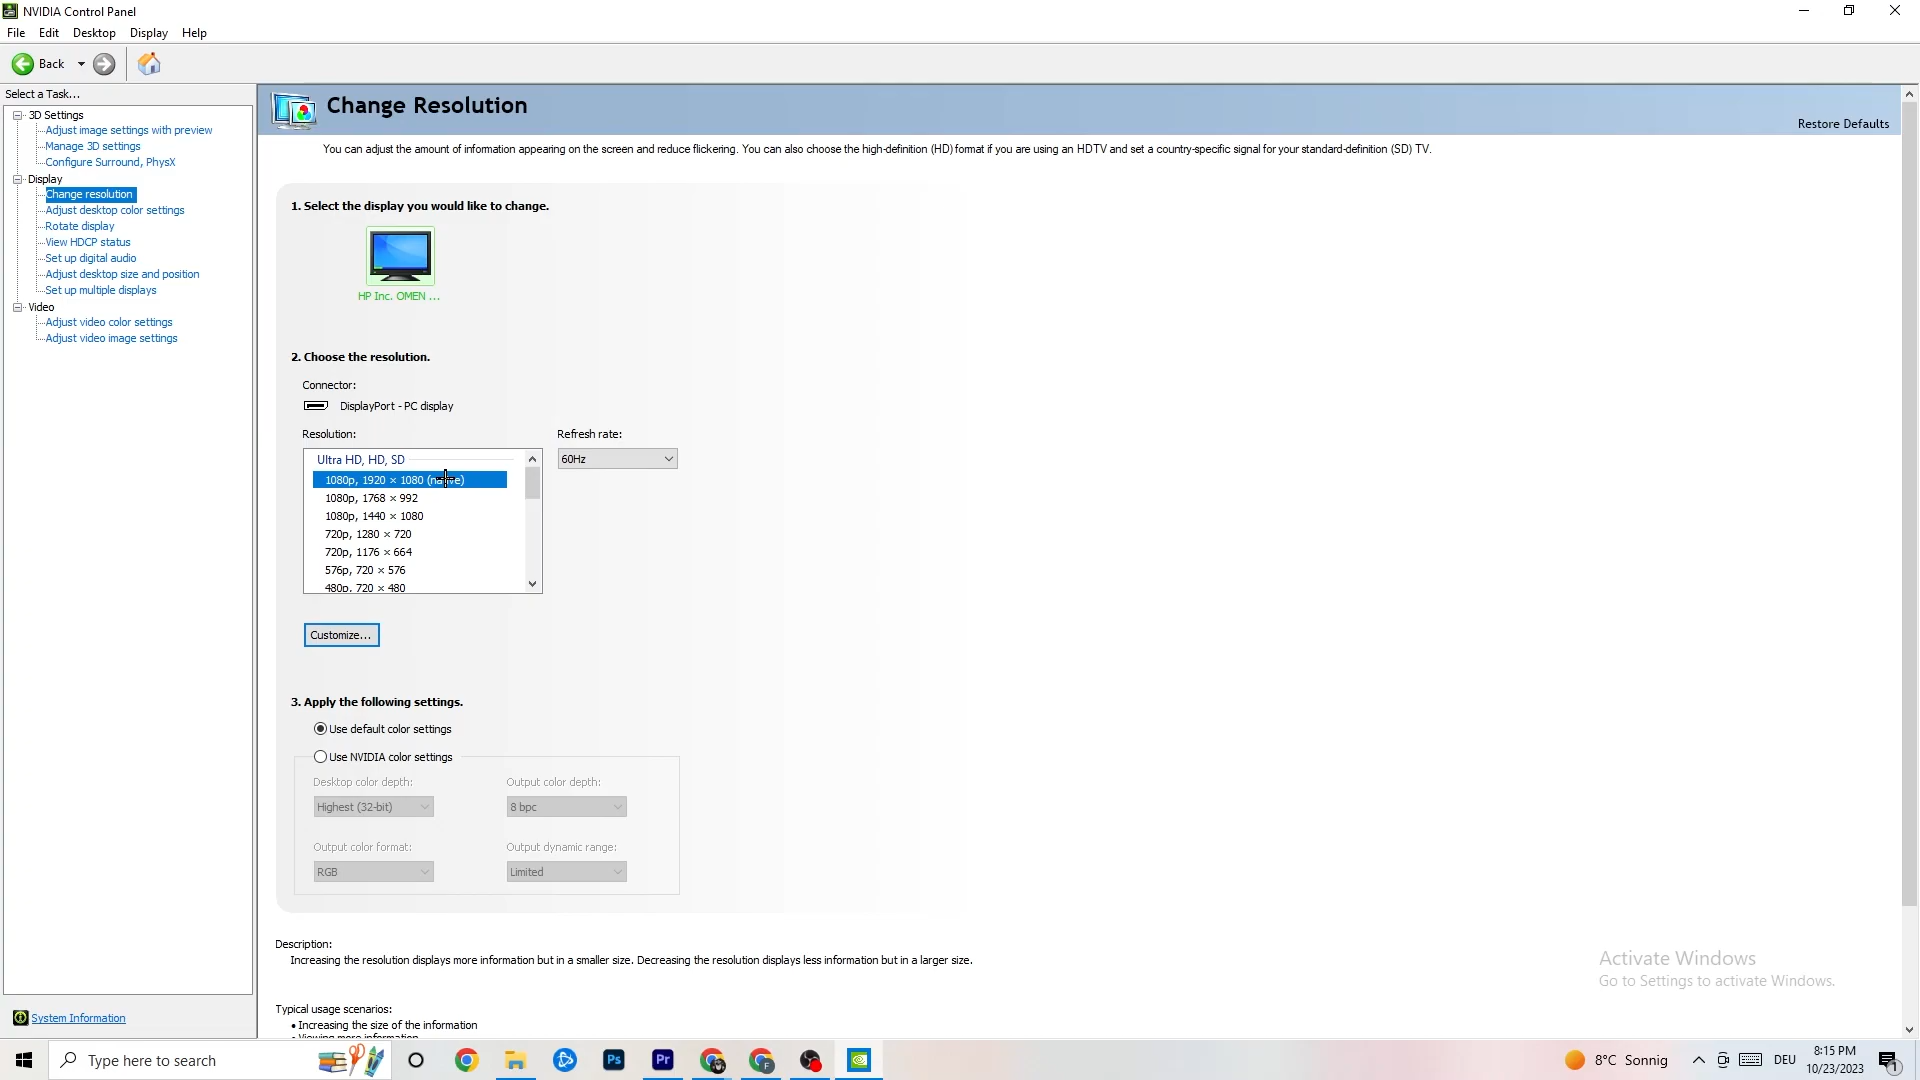 NVIDIA Control Panel
File Edit Desktop Display Help
Back
Select a Task...
3D Settings
Adjust image settings with preview
Manage 3D settings
Configure Surround, PhysX
Display
Change resolution
Adjust desktop color settings
Rotate display
View HDCP status
Set up digital audio
Adjust desktop size and position
Set up multiple displays
Video
Adjust video color settings
Adjust video image settings
System Information
Change Resolution
Restore Defaults
You can adjust the amount of information appearing on the screen and reduce flickering. You can also choose the high-definition (HD) format if you are using an HDTV and set a country-specific signal for your standard-definition (SD) TV.
1. Select the display you would like to change.
HP Inc. OMEN ...
2. Choose the resolution.
Connector:
DisplayPort - PC display
Resolution:
Refresh rate:
Ultra HD, HD, SD
60Hz
1080p, 1920 × 1080 (native)
1080p, 1768 × 992
1080p, 1440 × 1080
720p, 1280 × 720
720p, 1176 × 664
576p, 720 × 576
480p, 720 × 480
Customize...
3. Apply the following settings.
Use default color settings
Use NVIDIA color settings
Desktop color depth:
Output color depth:
Highest (32-bit)
8 bpc
Output color format:
Output dynamic range:
RGB
Limited
Description:
Increasing the resolution displays more information but in a smaller size. Decreasing the resolution displays less information but in a larger size.
Typical usage scenarios:
• Increasing the size of the information
• Viewing more information
Activate Windows
Go to Settings to activate Windows.
Type here to search
Ps
Pr
F
8°C Sonnig
DEU
8:15 PM
10/23/2023
1